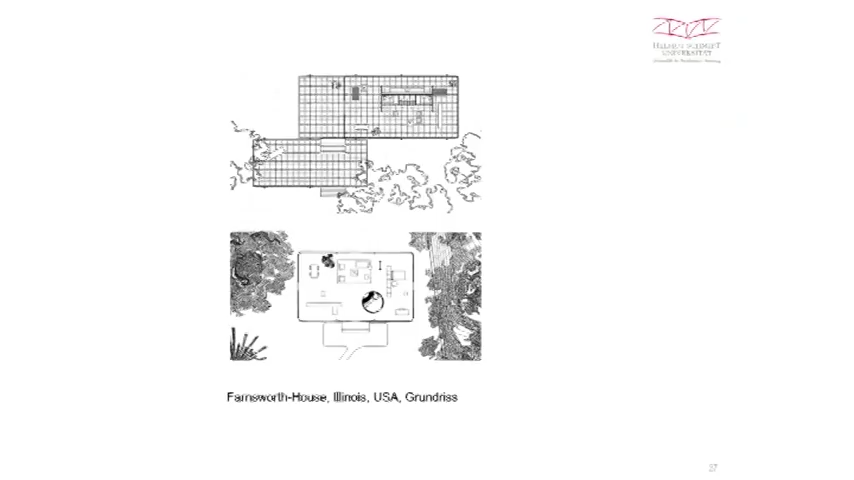 HELMUT SCHMIDT
UNIVERSITÄT
Farnsworth-House, Illinois, USA, Grundriss
37